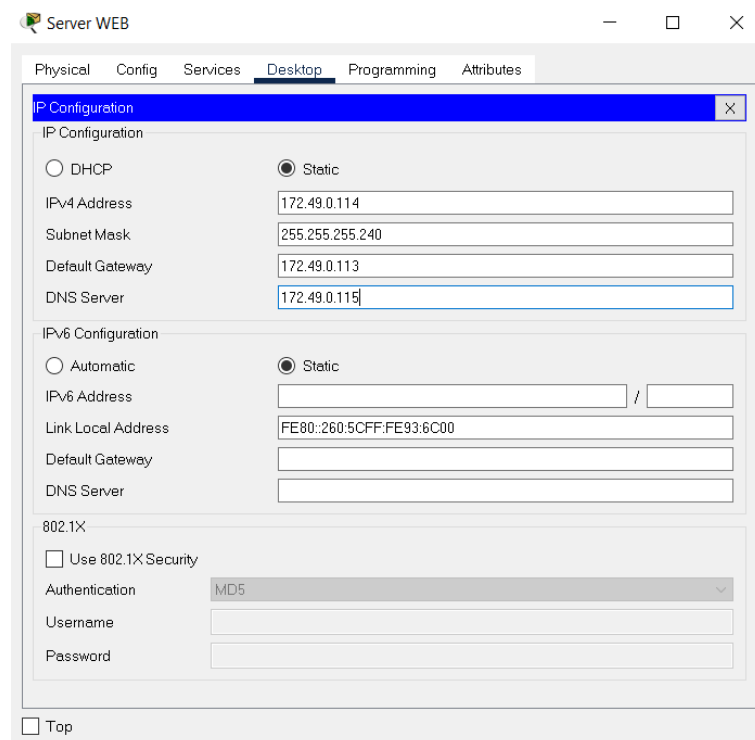 Server WEB
Physical Config Services Desktop Programming Attributes
IP Configuration X
IP Configuration
DHCP Static
IPv4 Address 172.49.0.114
Subnet Mask 255.255.255.240
Default Gateway 172.49.0.113
DNS Server 172.49.0.115
IPv6 Configuration
Automatic Static
IPv6 Address /
Link Local Address FE80::260:5CFF:FE93:6C00
Default Gateway
DNS Server
802.1X
Use 802.1X Security
Authentication MD5
Username
Password
Top